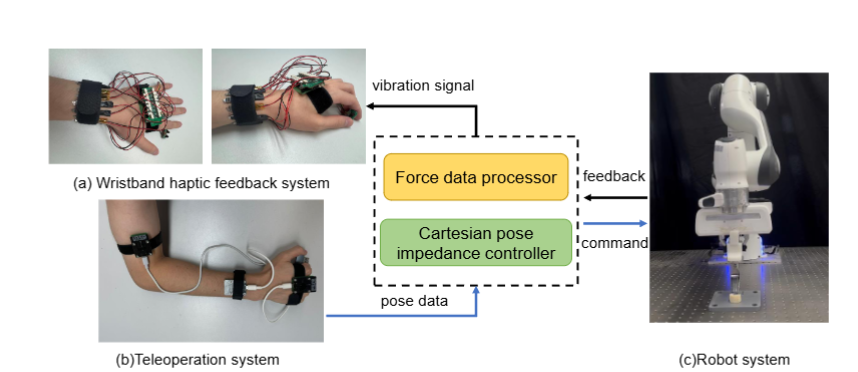 vibration signal
(a) Wristband haptic feedback system
Force data processor
feedback
Cartesian pose
impedance controller
command
pose data
(b)Teleoperation system
(c)Robot system